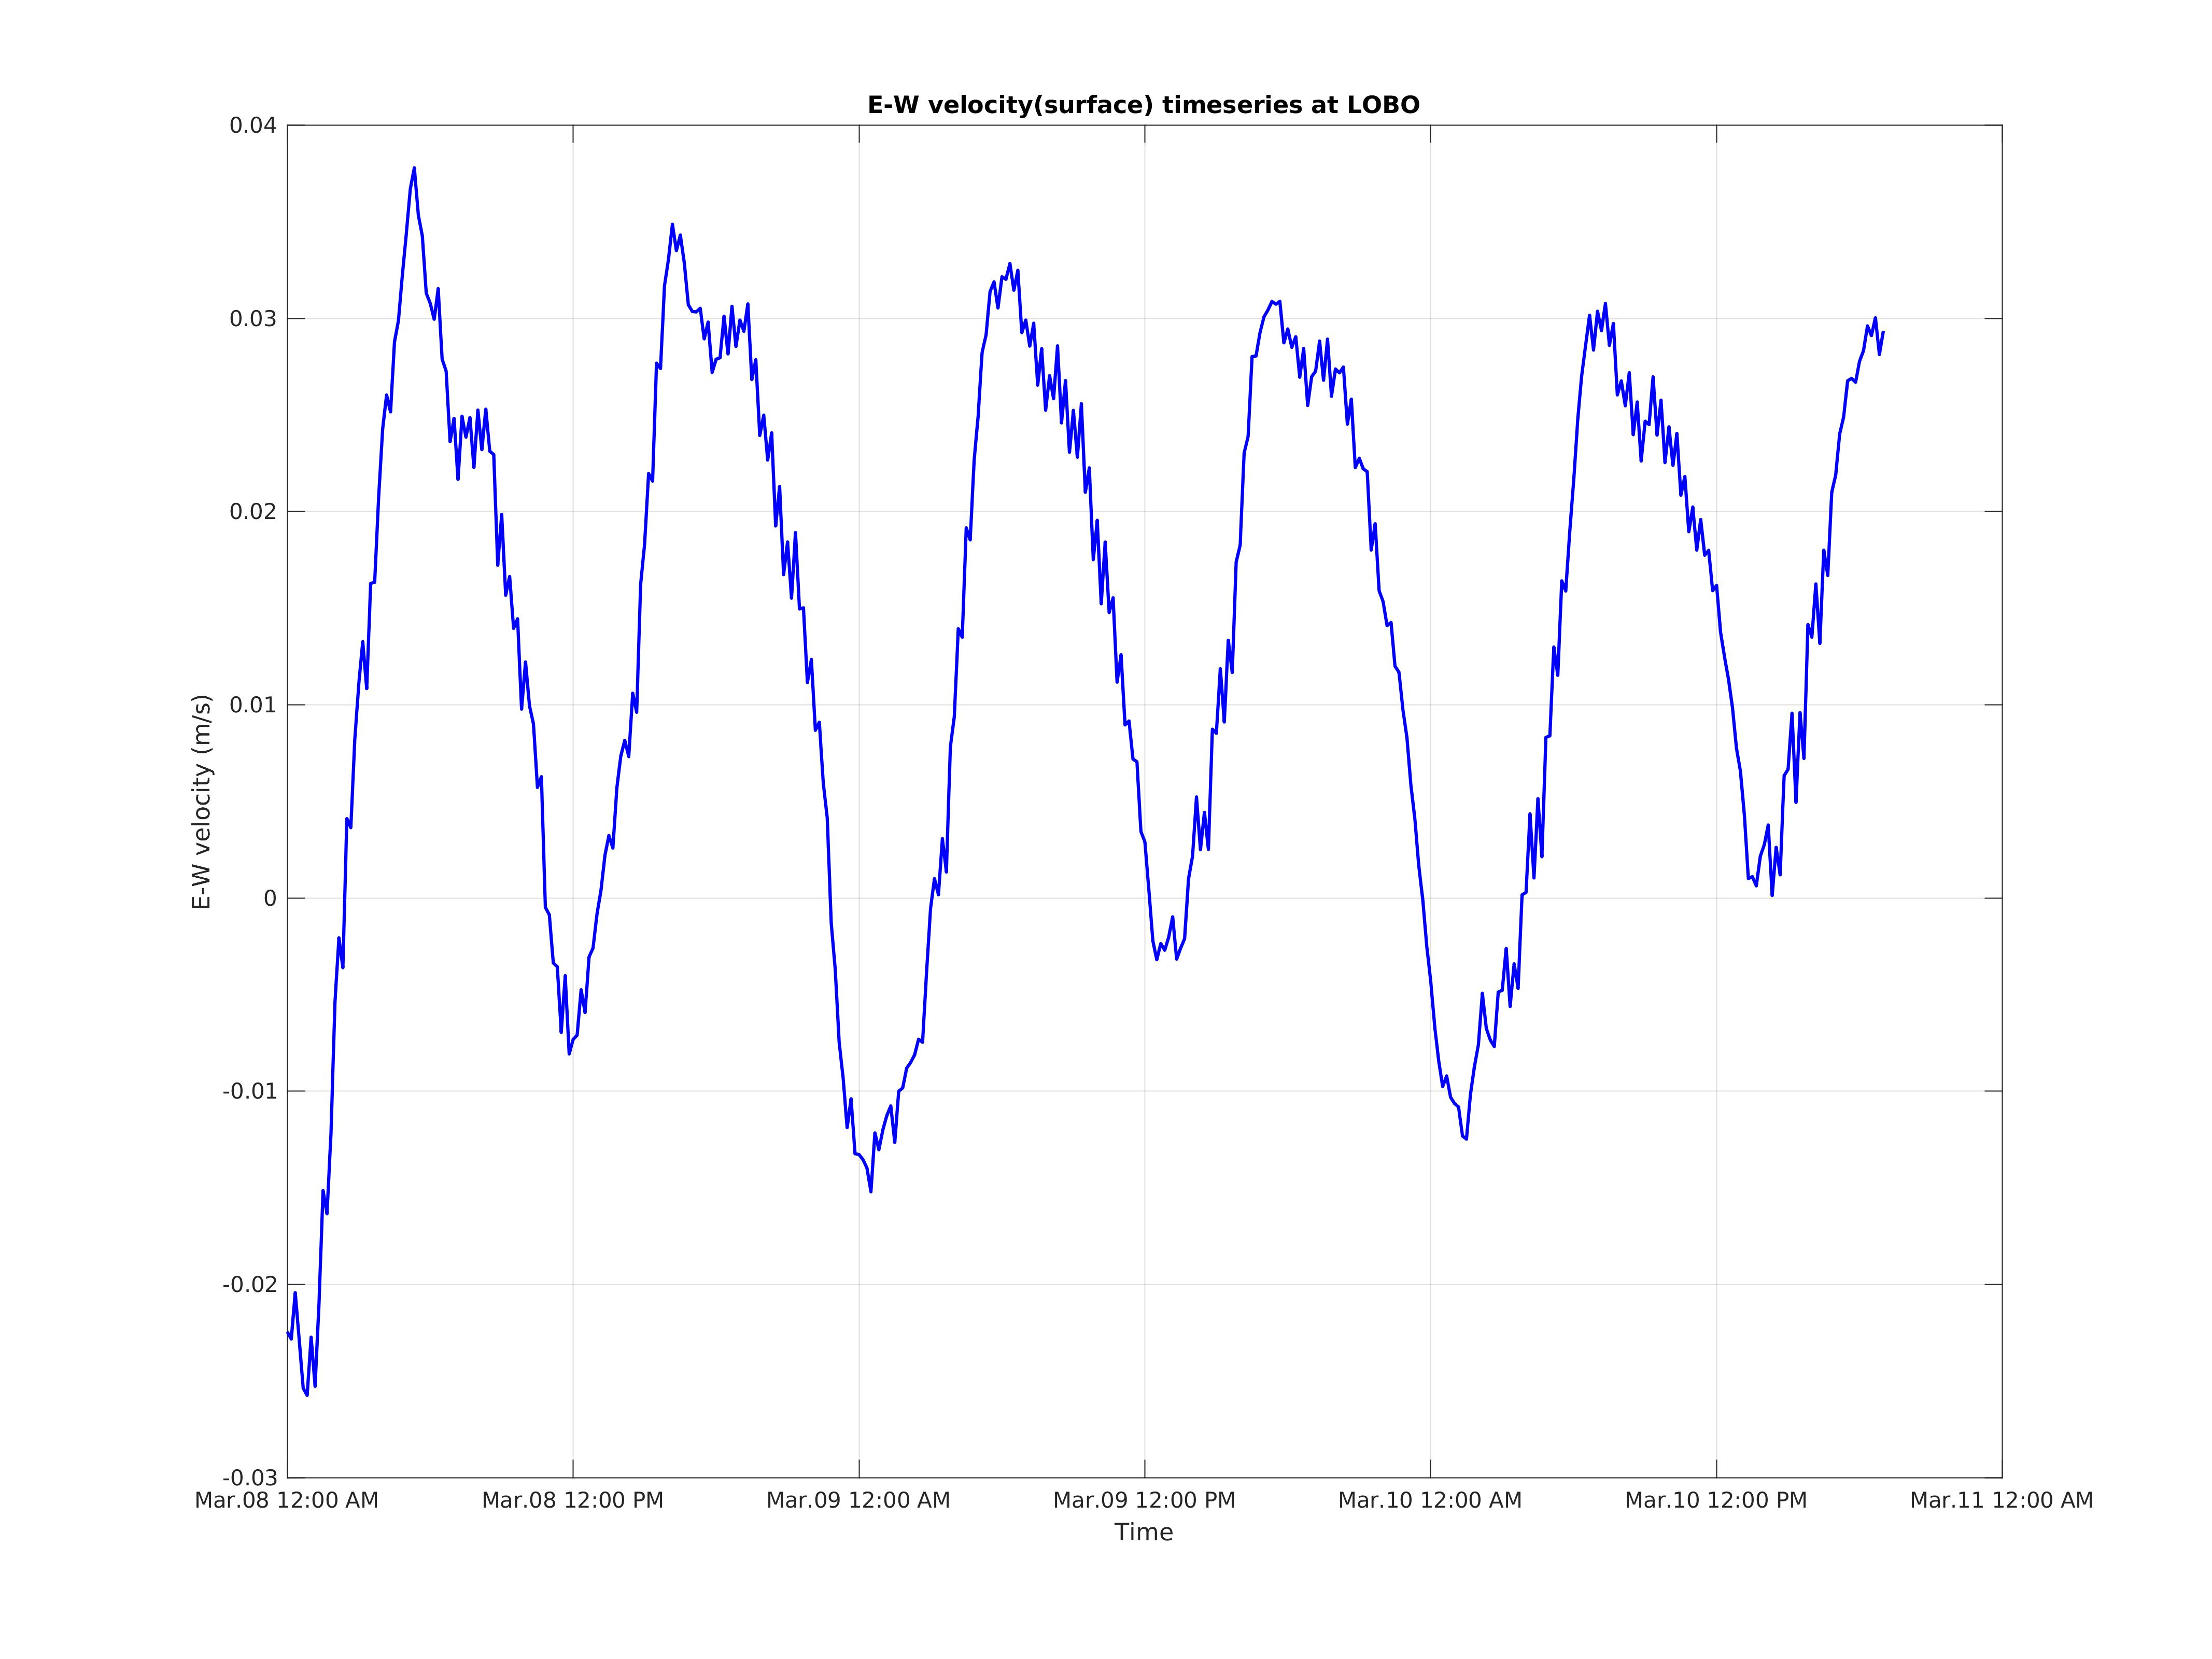 E-W velocity(surface) timeseries at LOBO
0.04
0.03
0.02
0.01
0
-0.01
-0.02
-0.03
E-W velocity (m/s)
Mar.08 12:00 AM
Mar.08 12:00 PM
Mar.09 12:00 AM
Mar.09 12:00 PM
Mar.10 12:00 AM
Mar.10 12:00 PM
Mar.11 12:00 AM
Time